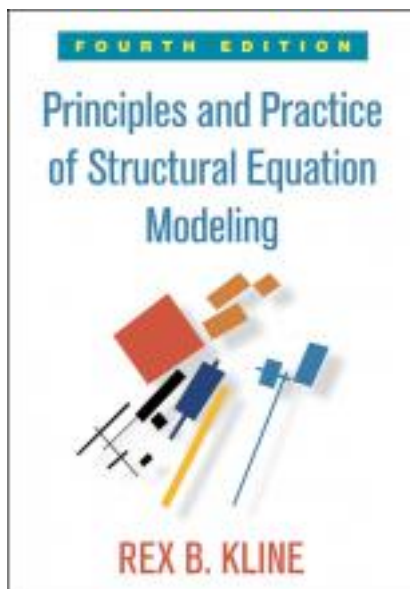 FOURTH EDITION
Principles and Practice
of Structural Equation
Modeling
REX B. KLINE